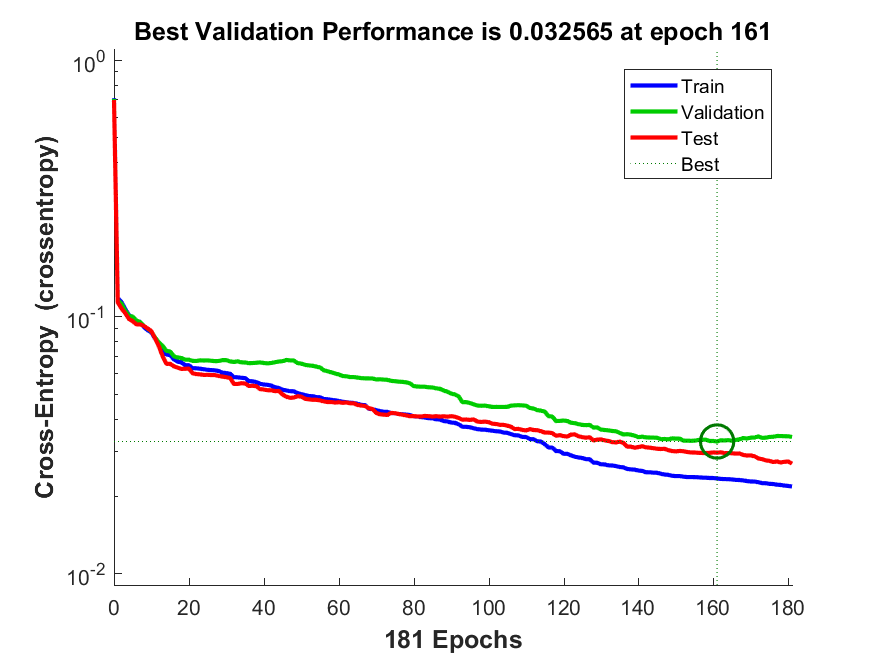 Best Validation Performance is 0.032565 at epoch 161
10^0
10^-1
10^-2
Cross-Entropy (crossentropy)
Train
Validation
Test
Best
0 20 40 60 80 100 120 140 160 180
181 Epochs